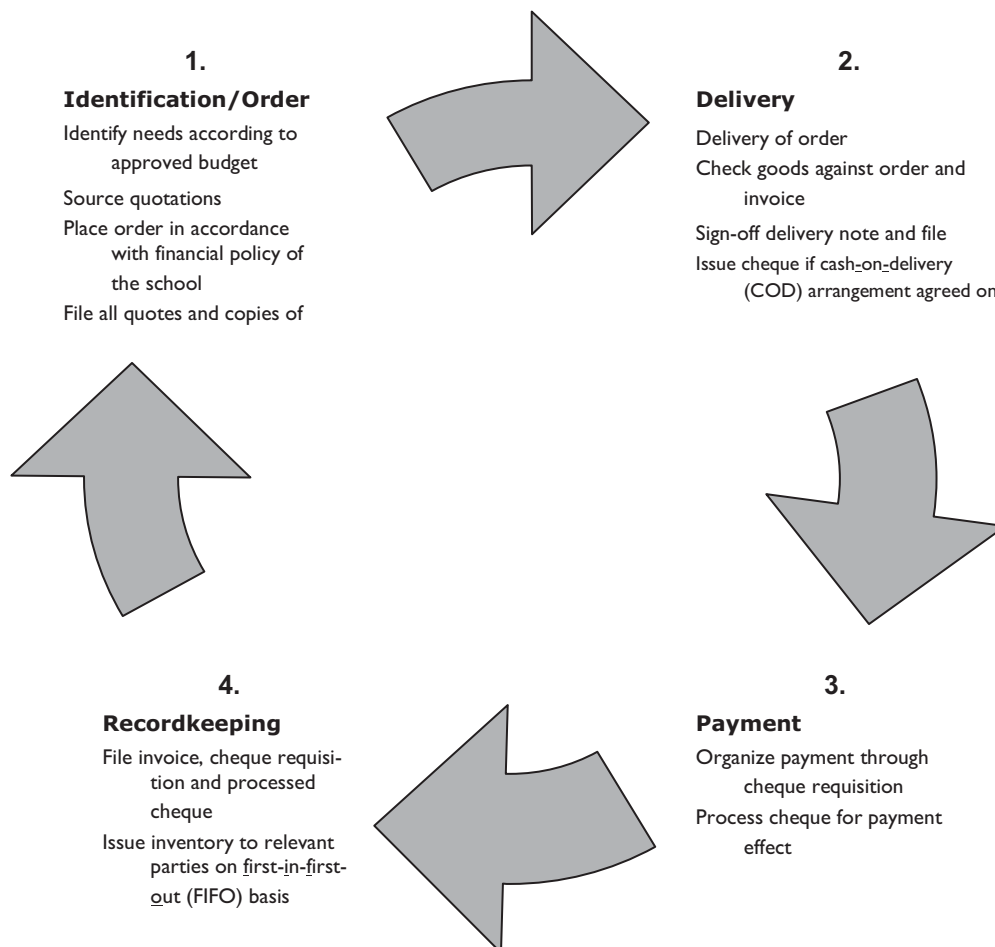 1.
Identification/Order
Identify needs according to
approved budget
Source quotations
Place order in accordance
with financial policy of
the school
File all quotes and copies of
2.
Delivery
Delivery of order
Check goods against order and
invoice
Sign-off delivery note and file
Issue cheque if cash-on-delivery
(COD) arrangement agreed on
3.
Payment
Organize payment through
cheque requisition
Process cheque for payment
effect
4.
Recordkeeping
File invoice, cheque requisi-
tion and processed
cheque
Issue inventory to relevant
parties on first-in-first-
out (FIFO) basis